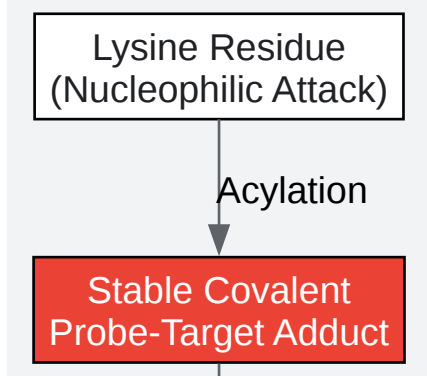 Lysine Residue
(Nucleophilic Attack)
Acylation
Stable Covalent
Probe-Target Adduct